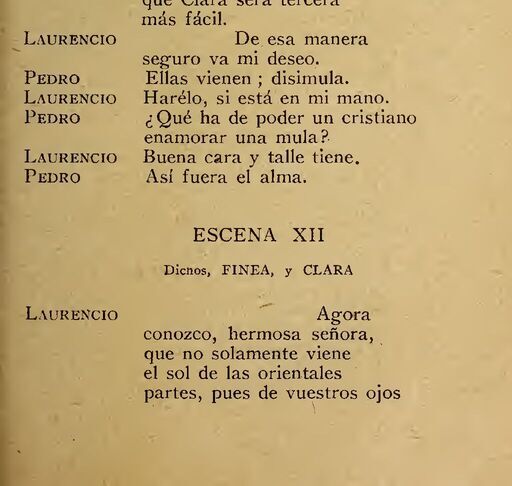 que Clara será tercera
más fácil.
LAURENCIO De esa manera
seguro va mi deseo.
PEDRO Ellas vienen ; disimula.
LAURENCIO Harélo, si está en mi mano.
PEDRO ¿Qué ha de poder un cristiano
enamorar una mula?
LAURENCIO Buena cara y talle tiene.
PEDRO Así fuera el alma.
ESCENA XII
Dichos, FINEA, y CLARA
LAURENCIO Agora
conozco, hermosa señora,
que no solamente viene
el sol de las orientales
partes, pues de vuestros ojos